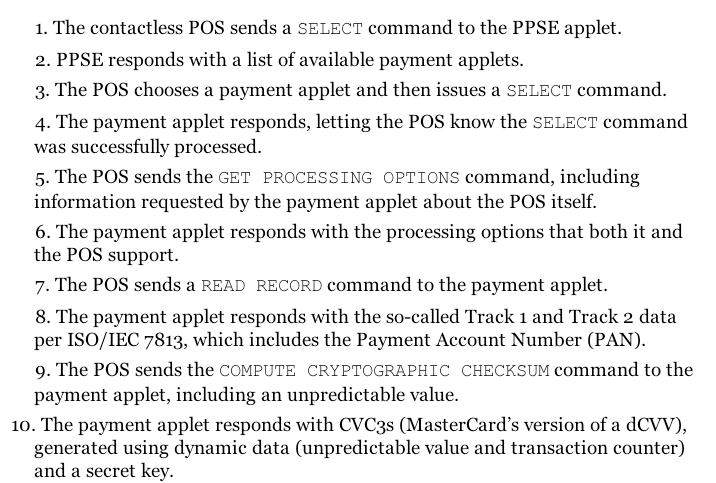 1. The contactless POS sends a SELECT command to the PPSE applet.
2. PPSE responds with a list of available payment applets.
3. The POS chooses a payment applet and then issues a SELECT command.
4. The payment applet responds, letting the POS know the SELECT command
was successfully processed.
5. The POS sends the GET PROCESSING OPTIONS command, including
information requested by the payment applet about the POS itself.
6. The payment applet responds with the processing options that both it and
the POS support.
7. The POS sends a READ RECORD command to the payment applet.
8. The payment applet responds with the so-called Track 1 and Track 2 data
per ISO/IEC 7813, which includes the Payment Account Number (PAN).
9. The POS sends the COMPUTE CRYPTOGRAPHIC CHECKSUM command to the
payment applet, including an unpredictable value.
10. The payment applet responds with CVC3s (MasterCard's version of a dCVV),
generated using dynamic data (unpredictable value and transaction counter)
and a secret key.